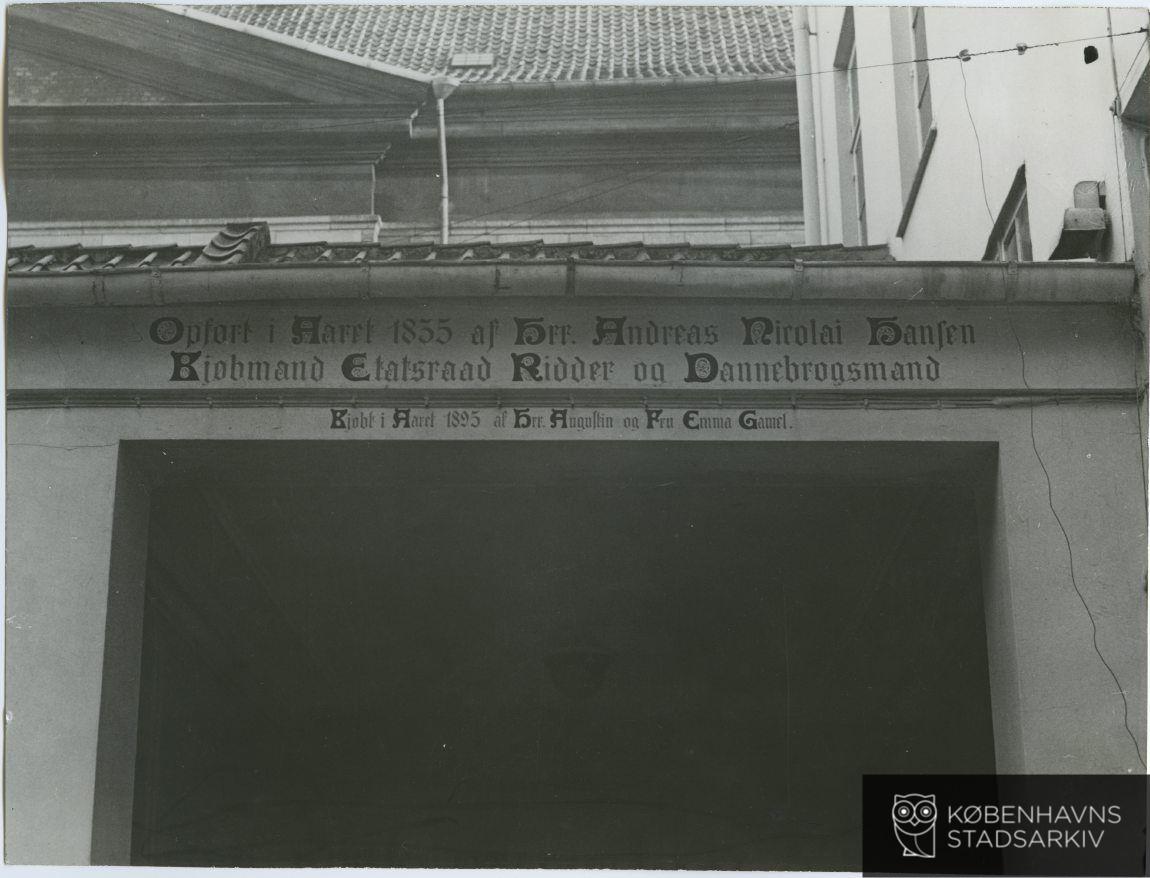 Opført i Aaret 1835 af Hrr. Andreas Nicolai Hansen
Kjøbmand Etatsraad Ridder og Dannebrogsmand
Kjøbt i Aaret 1895 af Hrr. Augustin og Fru Emma Gamel.
KØBENHAVNS
STADSARKIV